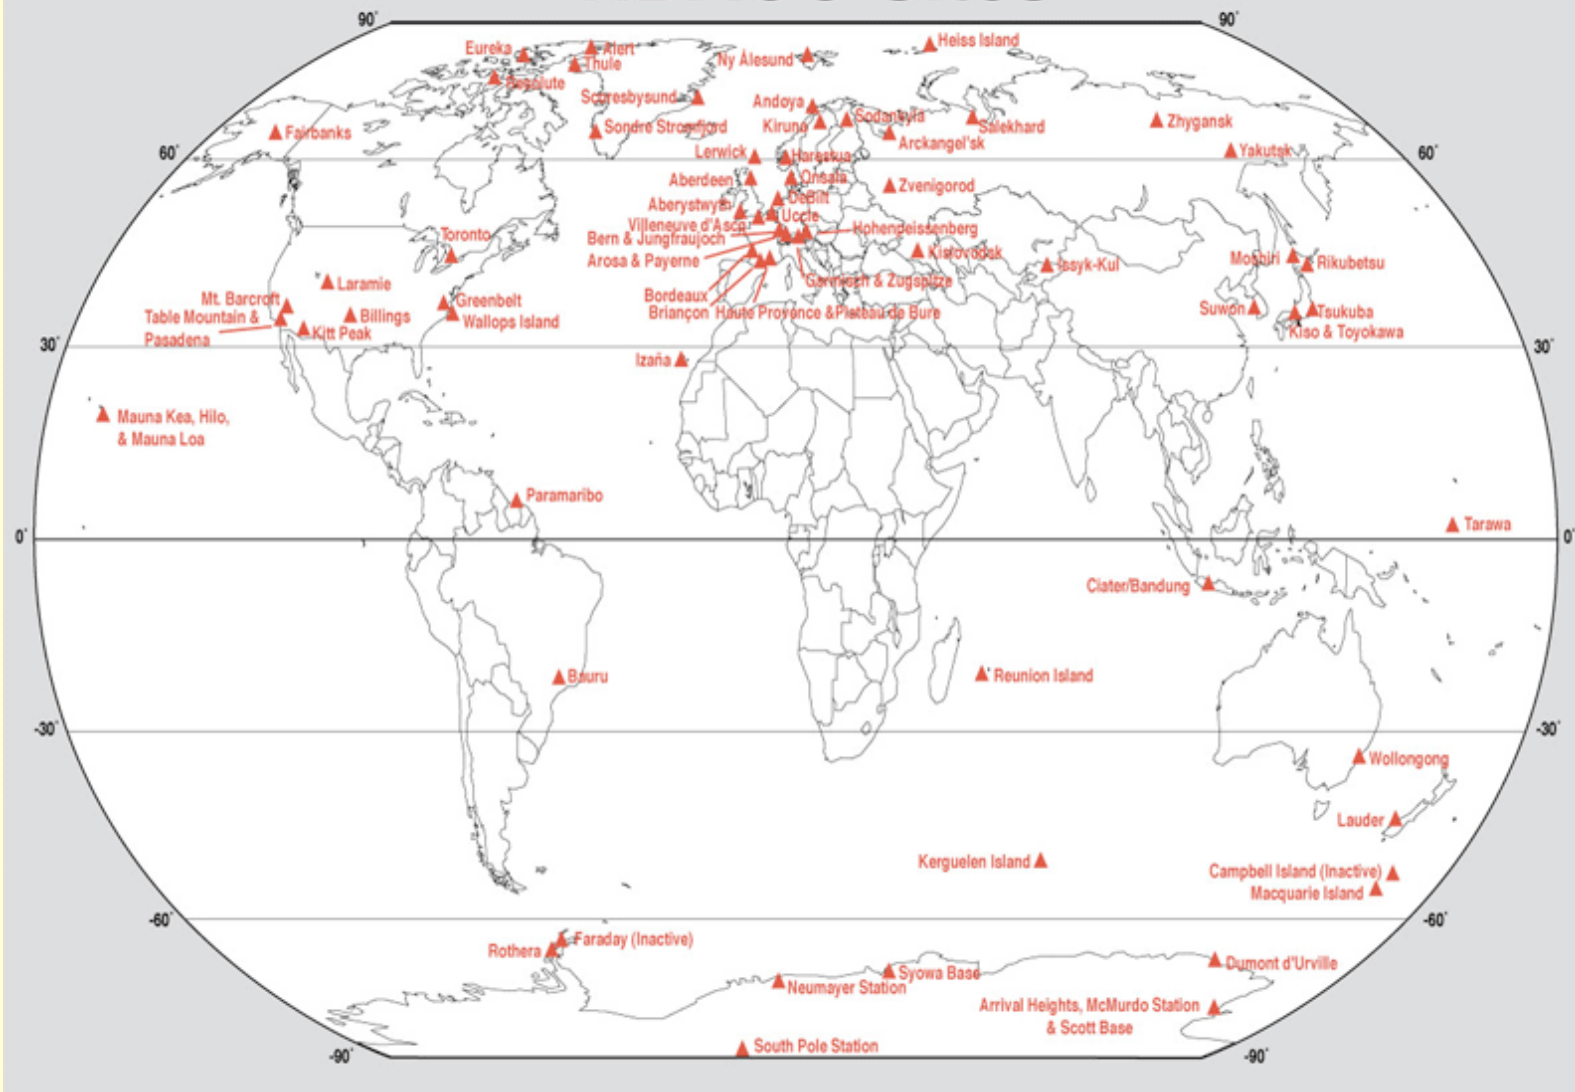 90°
90°
Eureka
Alert
Thule
Resolute
Ny Ålesund
Heiss Island
Scoresbysund
Andoya
Kiruna
Sodankyla
Salekhard
Zhygansk
Fairbanks
Sondre Stromfjord
Arckangel'sk
60°
Lerwick
Harestua
Yakutsk
60°
Aberdeen
Onsala
Zvenigorod
DeBilt
Aberystwyth
Uccle
Villeneuve d'Ascq
Hohenpeissenberg
Toronto
Bern & Jungfraujoch
Kislovodsk
Moshiri
Rikubetsu
Arosa & Payerne
Issyk-Kul
Laramie
Garmisch & Zugspitze
Mt. Barcroft
Greenbelt
Bordeaux
Table Mountain &
Pasadena
Billings
Wallops Island
Briançon
Haute Provence & Plateau de Bure
Suwon
Tsukuba
Kitt Peak
Kiso & Toyokawa
30°
30°
Izaña
Mauna Kea, Hilo,
& Mauna Loa
Paramaribo
Tarawa
0°
0°
Ciater/Bandung
Bauru
Reunion Island
-30°
-30°
Wollongong
Lauder
Kerguelen Island
Campbell Island (Inactive)
Macquarie Island
-60°
-60°
Rothera
Faraday (Inactive)
Dumont d'Urville
Syowa Base
Neumayer Station
Arrival Heights, McMurdo Station
& Scott Base
South Pole Station
-90°
-90°